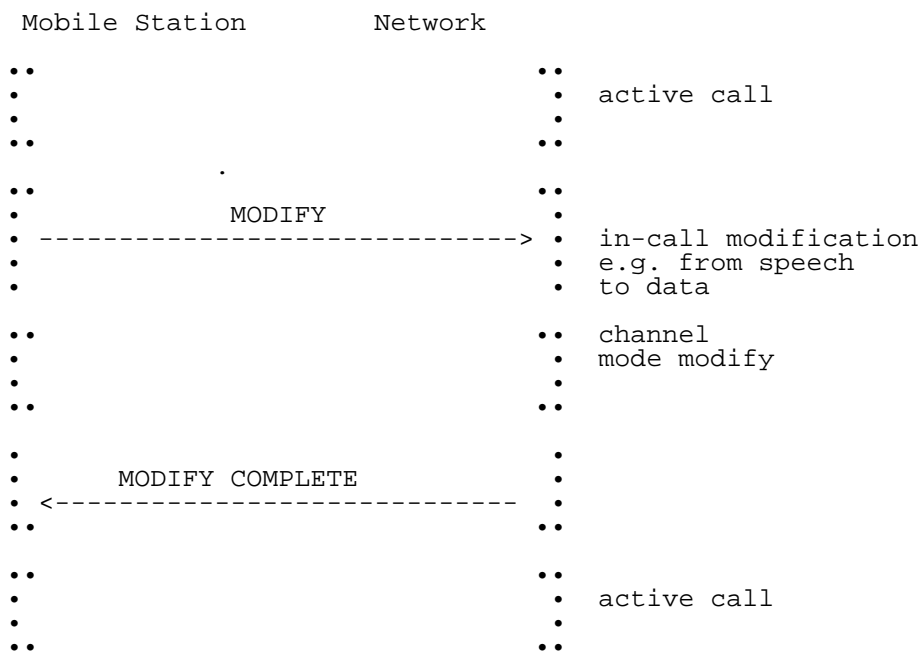 Mobile Station Network
active call
MODIFY
-------------------------------> in-call modification
e.g. from speech
to data
channel
mode modify
MODIFY COMPLETE
<-----------------------------
active call